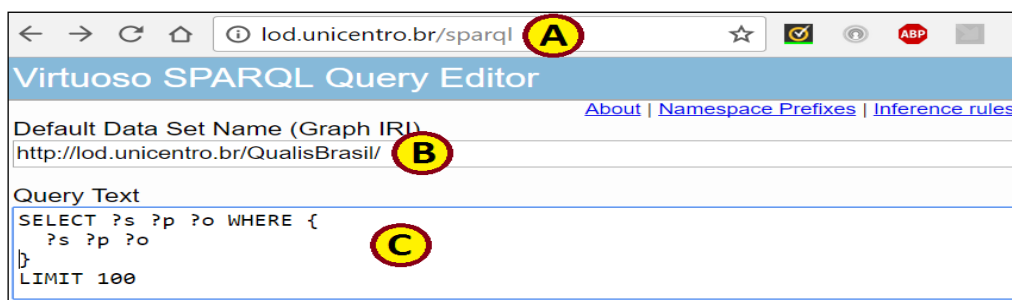 lod.unicentro.br/sparql A
ABP
Virtuoso SPARQL Query Editor
About | Namespace Prefixes | Inference rules
Default Data Set Name (Graph IRI)
http://lod.unicentro.br/QualisBrasil/ B
Query Text
SELECT ?s ?p ?o WHERE {
?s ?p ?o
}
LIMIT 100
C